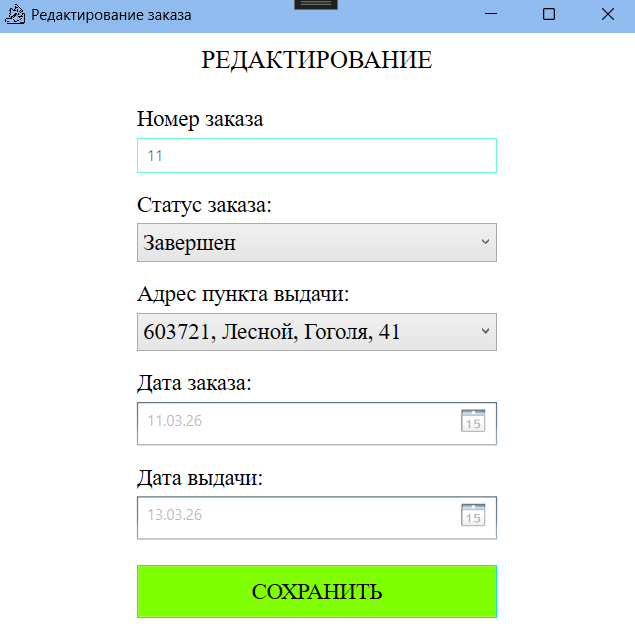 Редактирование заказа
РЕДАКТИРОВАНИЕ
Номер заказа
11
Статус заказа:
Завершен
Адрес пункта выдачи:
603721, Лесной, Гоголя, 41
Дата заказа:
11.03.26
15
Дата выдачи:
13.03.26
15
СОХРАНИТЬ